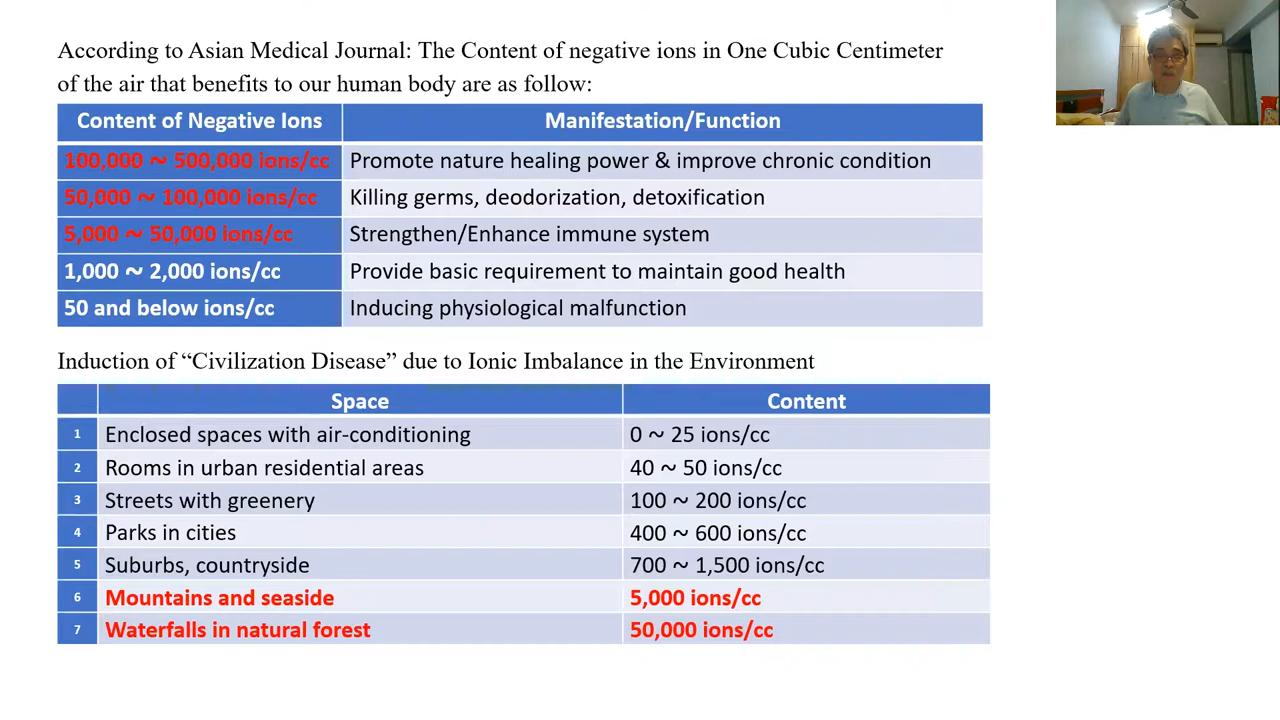 According to Asian Medical Journal: The Content of negative ions in One Cubic Centimeter
of the air that benefits to our human body are as follow:
Content of Negative Ions Manifestation/Function
100,000 ~ 500,000 ions/cc Promote nature healing power & improve chronic condition
50,000 ~ 100,000 ions/cc Killing germs, deodorization, detoxification
5,000 ~ 50,000 ions/cc Strengthen/Enhance immune system
1,000 ~ 2,000 ions/cc Provide basic requirement to maintain good health
50 and below ions/cc Inducing physiological malfunction
Induction of “Civilization Disease” due to Ionic Imbalance in the Environment
Space Content
1 Enclosed spaces with air-conditioning 0 ~ 25 ions/cc
2 Rooms in urban residential areas 40 ~ 50 ions/cc
3 Streets with greenery 100 ~ 200 ions/cc
4 Parks in cities 400 ~ 600 ions/cc
5 Suburbs, countryside 700 ~ 1,500 ions/cc
6 Mountains and seaside 5,000 ions/cc
7 Waterfalls in natural forest 50,000 ions/cc